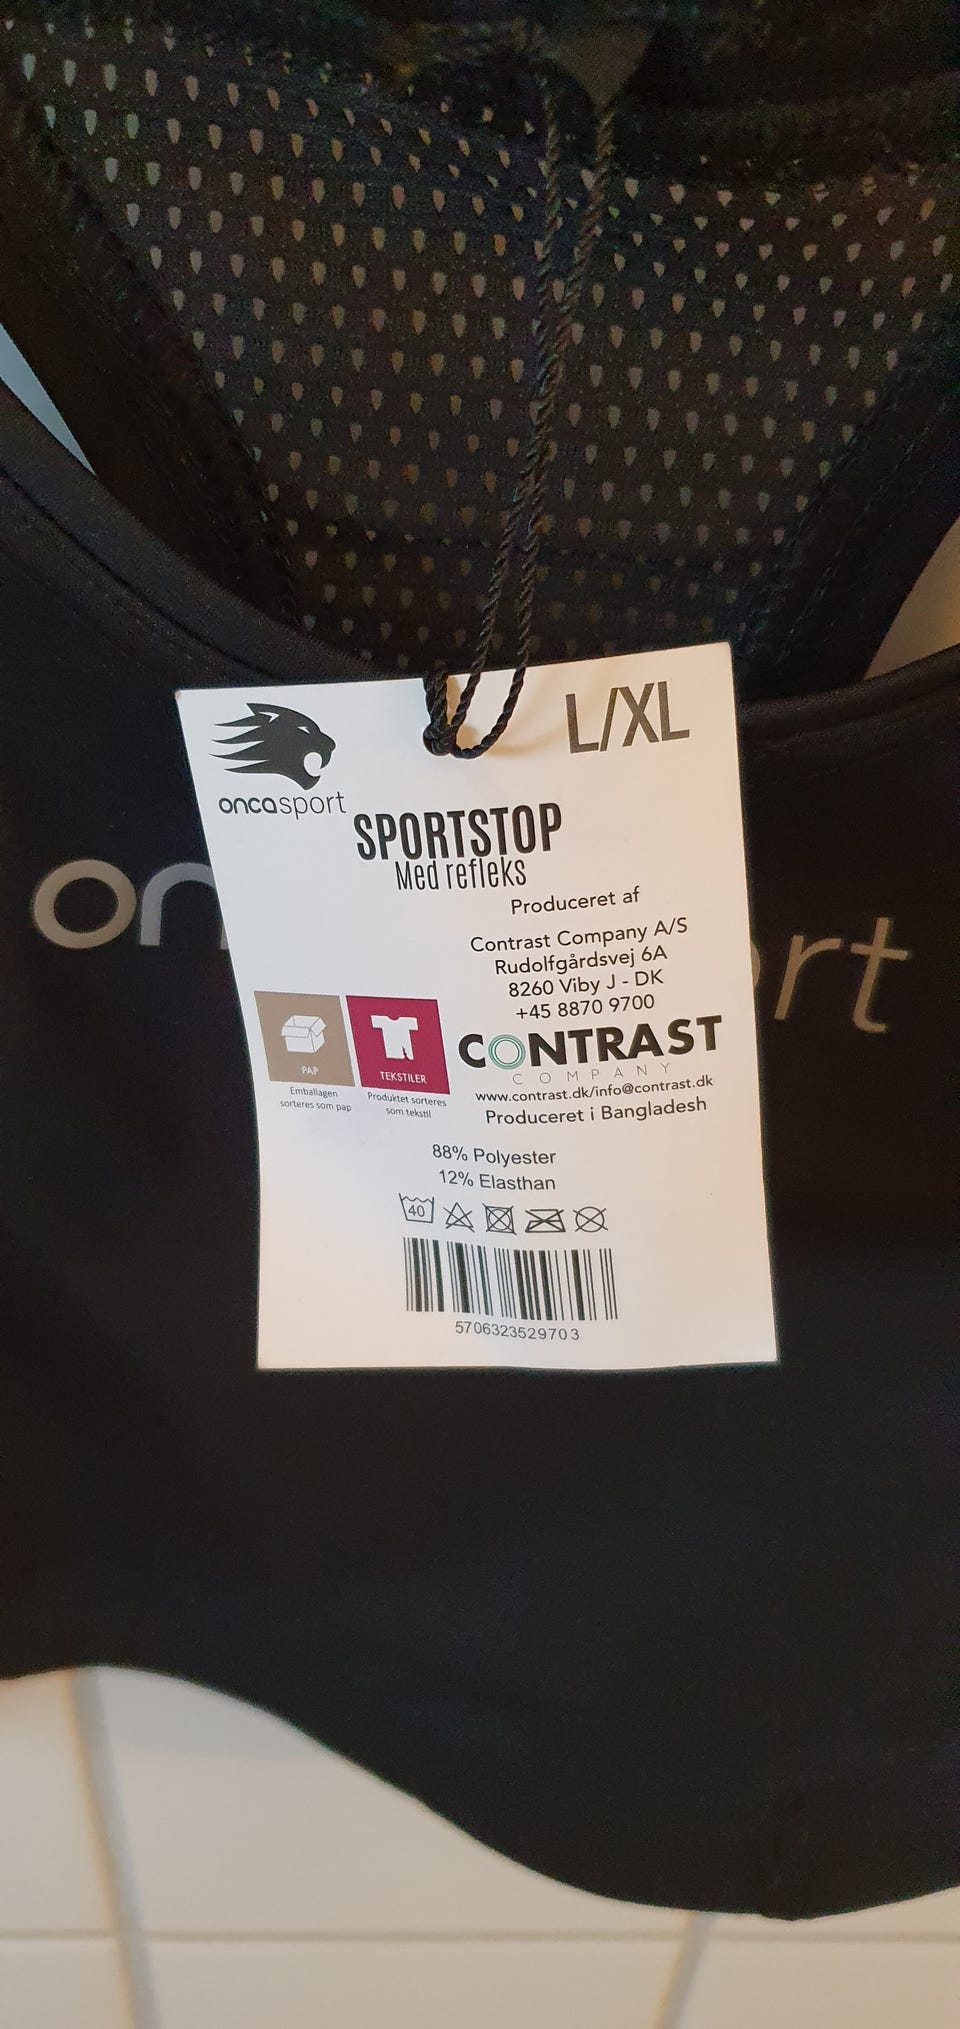 L/XL
oncasport
SPORTSTOP
Med refleks
Produceret af
Contrast Company A/S
Rudolfgårdsvej 6A
8260 Viby J - DK
+45 8870 9700
CONTRAST
COMPANY
www.contrast.dk/info@contrast.dk
Produceret i Bangladesh
PAP
Emballagen
sorteres som pap
TEKSTILER
Produktet sorteres
som tekstil
88% Polyester
12% Elasthan
40
5706323529703
on
ort